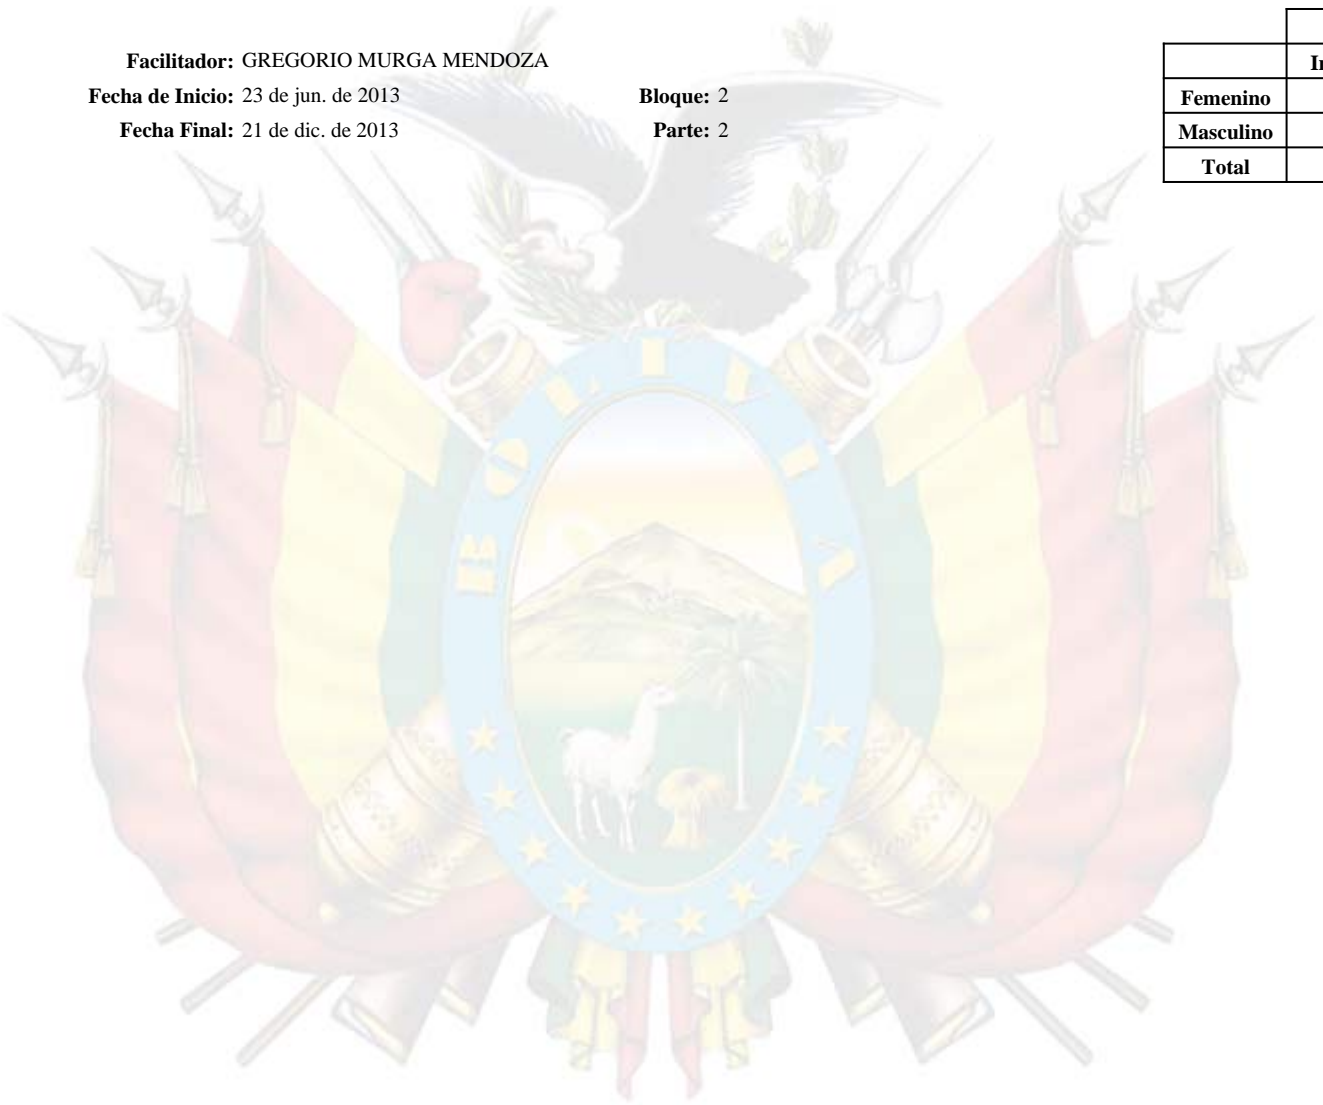 Facilitador: GREGORIO MURGA MENDOZA
Fecha de Inicio: 23 de jun. de 2013 Bloque: 2
Fecha Final: 21 de dic. de 2013 Parte: 2
Femenino
Masculino
Total
BOLIVIA